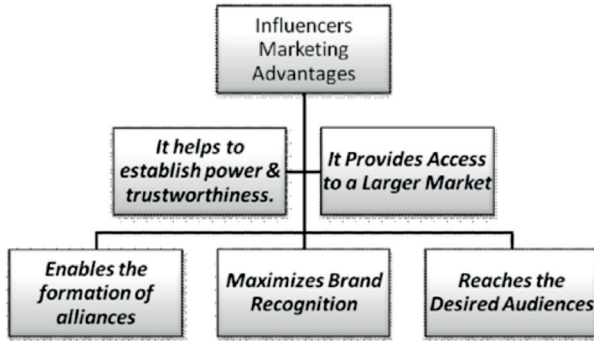 Influencers
Marketing
Advantages
It helps to
establish power &
trustworthiness.
It Provides Access
to a Larger Market
Enables the
formation of
alliances
Maximizes Brand
Recognition
Reaches the
Desired Audiences